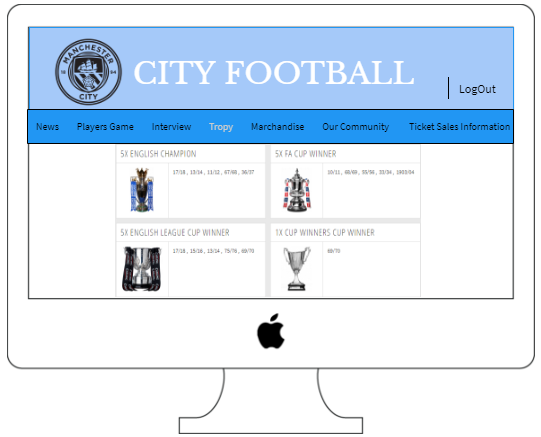 MANCHESTER
18 94
CITY
CITY FOOTBALL
LogOut
News Players Game Interview Tropy Marchandise Our Community Ticket Sales Information
5X ENGLISH CHAMPION
17/18, 13/14, 11/12, 67/68, 36/37
5X FA CUP WINNER
10/11, 68/69, 55/56, 33/34, 1903/04
5X ENGLISH LEAGUE CUP WINNER
17/18, 15/16, 13/14, 75/76, 69/70
1X CUP WINNERS CUP WINNER
69/70